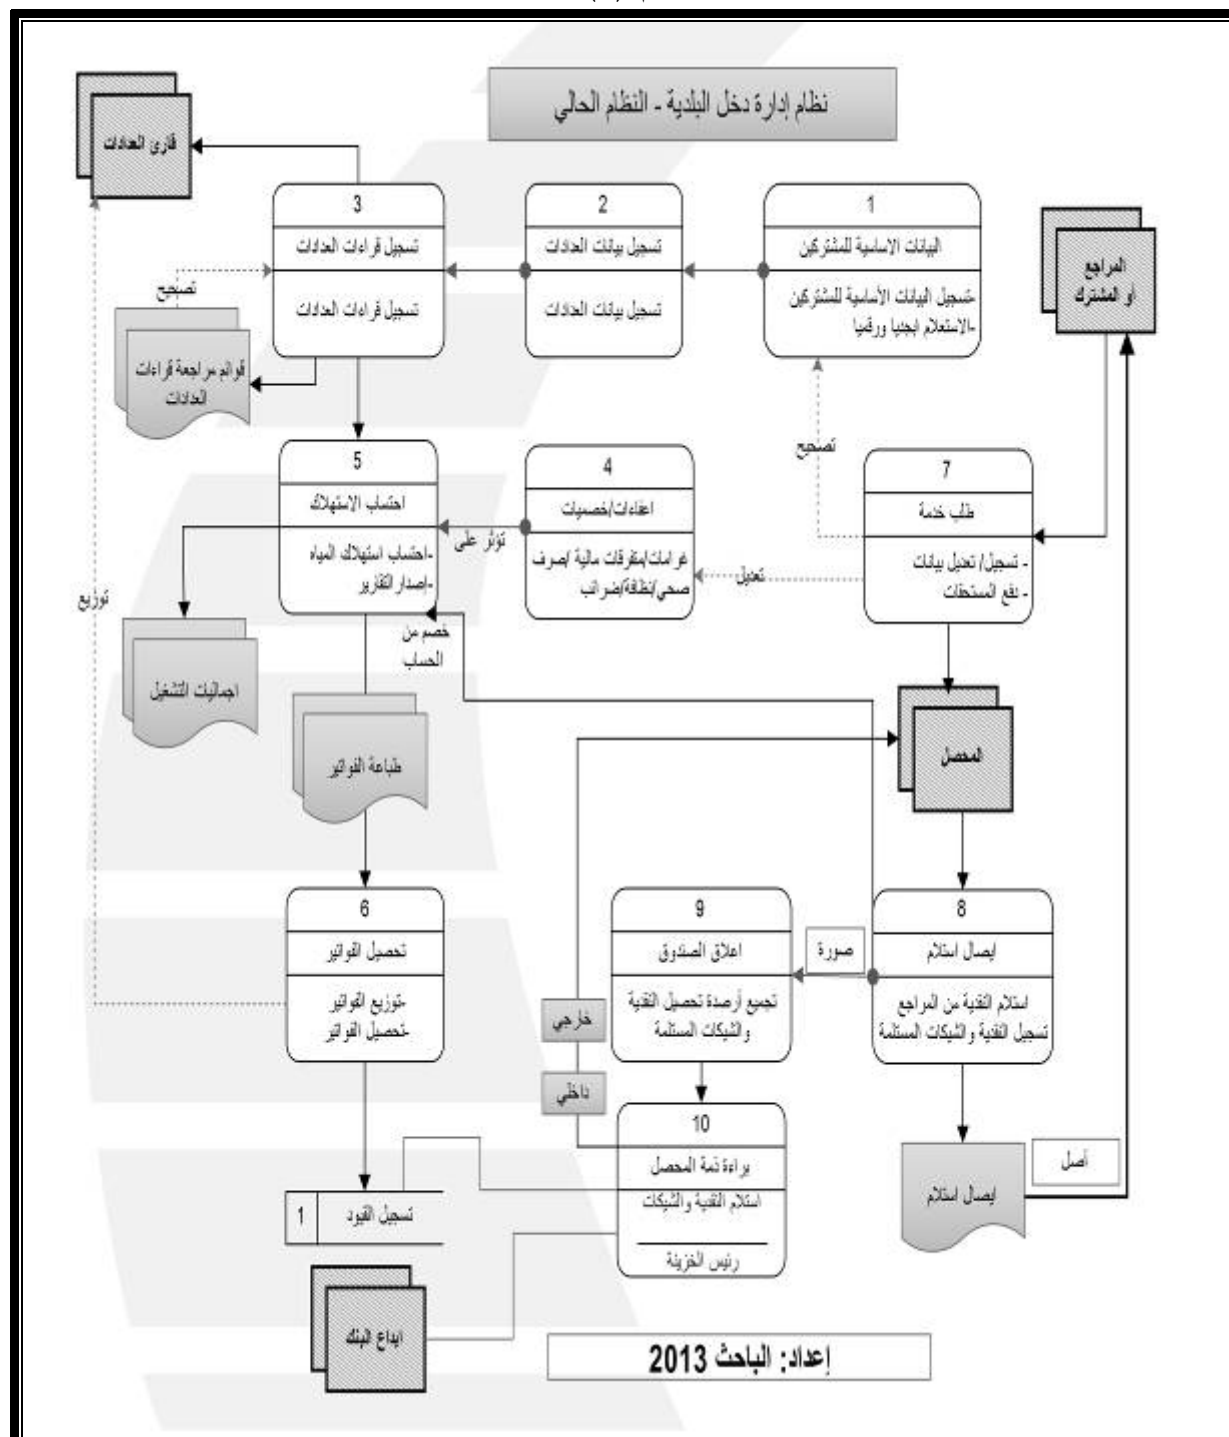 نظام إدارة دخل البلدية - النظام الحالي
قارئ العدادات
3
تسجيل قراءات العدادات
تسجيل قراءات العدادات
2
تسجيل بيانات العدادات
تسجيل بيانات العدادات
1
البيانات الاساسية للمشتركين
-تسجيل البيانات الأساسية للمشتركين
-الاستعلام ابجديا ورقميا
المراجع
أو المشترك
تصحيح
قوائم مراجعة قراءات
العدادات
تصحيح
5
احتساب الاستهلاك
-احتساب استهلاك المياه
-إصدار التقارير
تؤثر على
4
اعفاءات/خصميات
غرامات/متفرقات مالية/صرف
صحي/نظافة/ضرائب
تعديل
7
طلب خدمة
- تسجيل/تعديل بيانات
- دفع المستحقات
توزيع
خصم من
الحساب
اجماليات التشغيل
طباعة الفواتير
المحصل
6
تحصيل الفواتير
-توزيع الفواتير
-تحصيل الفواتير
9
اغلاق الصندوق
تجميع أرصدة تحصيل النقدية
والشيكات المستلمة
صورة
8
ايصال استلام
استلام النقدية من المراجع
تسجيل النقدية والشيكات المستلمة
خارجي
داخلي
10
براءة ذمة المحصل
استلام النقدية والشيكات
رئيس الخزينة
أصل
ايصال استلام
1
تسجيل القيود
ايداع البنك
إعداد: الباحث 2013